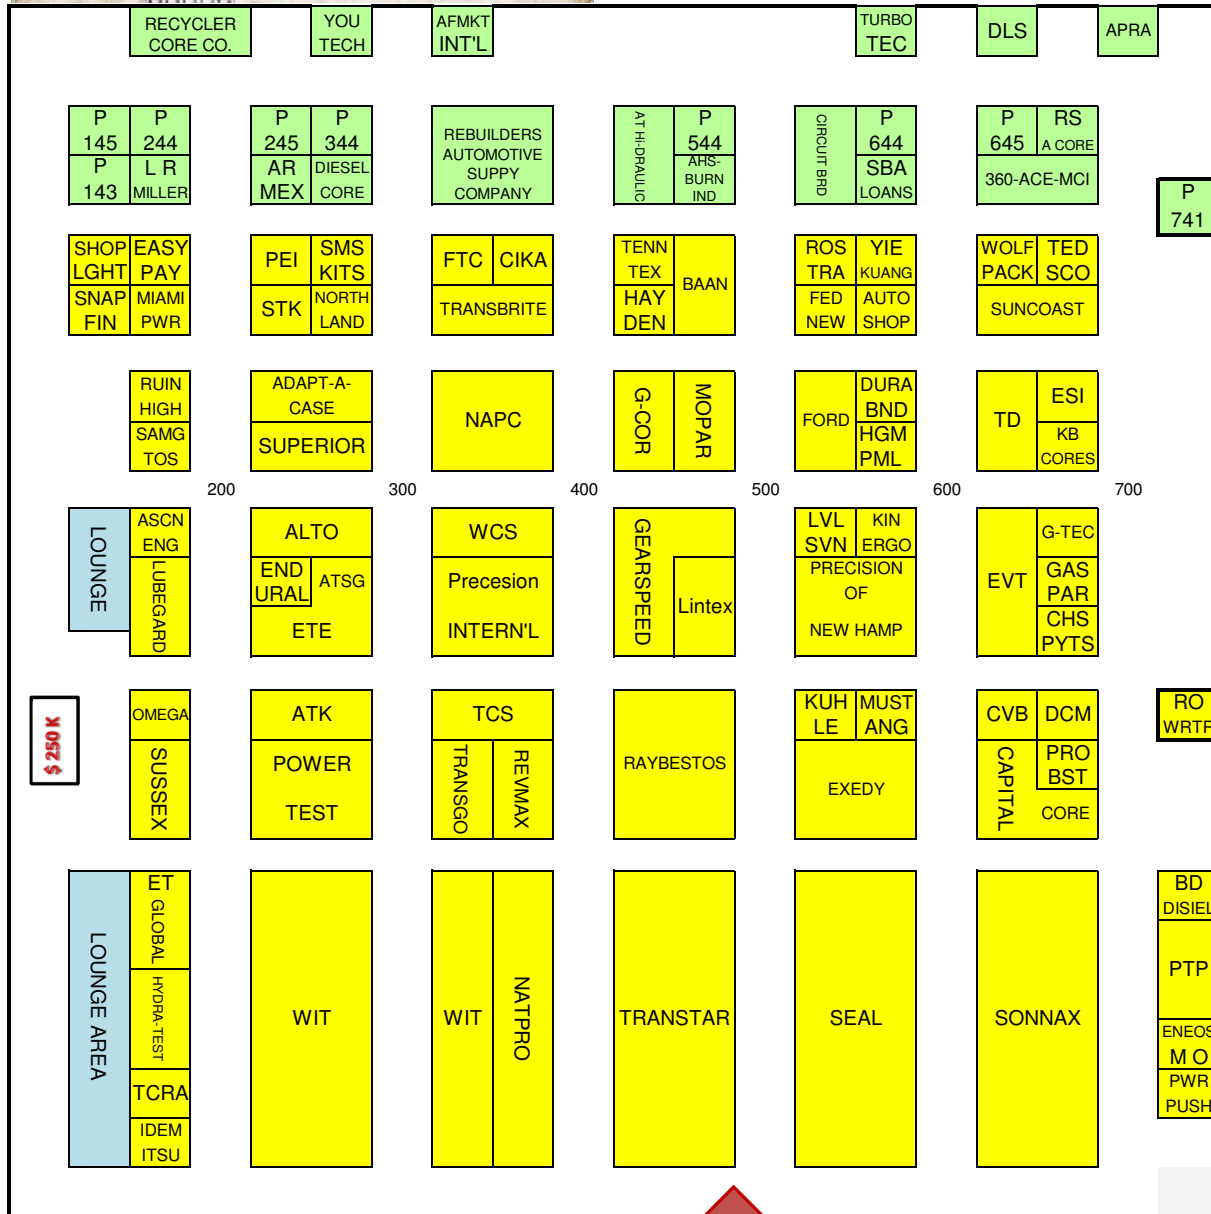 RECYCLER
CORE CO.
YOU
TECH
AFMKT
INT'L
TURBO
TEC
DLS
APRA
P
145
P
244
P
143
L R
MILLER
P
245
P
344
AR
MEX
DIESEL
CORE
REBUILDERS
AUTOMOTIVE
SUPPY
COMPANY
AT Hi-DRAULIC
P
544
AHS-
BURN
IND
CIRCUIT BRD
P
644
SBA
LOANS
P
645
RS
A CORE
360-ACE-MCI
P
741
SHOP
LGHT
EASY
PAY
SNAP
FIN
MIAMI
PWR
PEI
SMS
KITS
STK
NORTH
LAND
FTC
CIKA
TRANSBRITE
TENN
TEX
HAY
DEN
BAAN
ROS
TRA
YIE
KUANG
FED
NEW
AUTO
SHOP
WOLF
PACK
TED
SCO
SUNCOAST
RUIN
HIGH
SAMG
TOS
ADAPT-A-
CASE
SUPERIOR
NAPC
G-COR
MOPAR
FORD
DURA
BND
HGM
PML
TD
ESI
KB
CORES
200
300
400
500
600
700
LOUNGE
ASCN
ENG
LUBEGARD
ALTO
END
URAL
ATSG
ETE
WCS
Precesion
INTERN'L
GEARSPEED
Lintex
LVL
SVN
KIN
ERGO
PRECISION
OF
NEW HAMP
EVT
G-TEC
GAS
PAR
CHS
PYTS
$ 250 K
OMEGA
SUSSEX
ATK
POWER
TEST
TCS
TRANSGO
REVMAX
RAYBESTOS
KUH
LE
MUST
ANG
EXEDY
CVB
DCM
CAPITAL
PRO
BST
CORE
RO
WRTR
LOUNGE AREA
ET
GLOBAL
HYDRA-TEST
TCRA
IDEM
ITSU
WIT
WIT
NATPRO
TRANSTAR
SEAL
SONNAX
BD
DISIEL
PTP
ENEOS
M O
PWR
PUSH